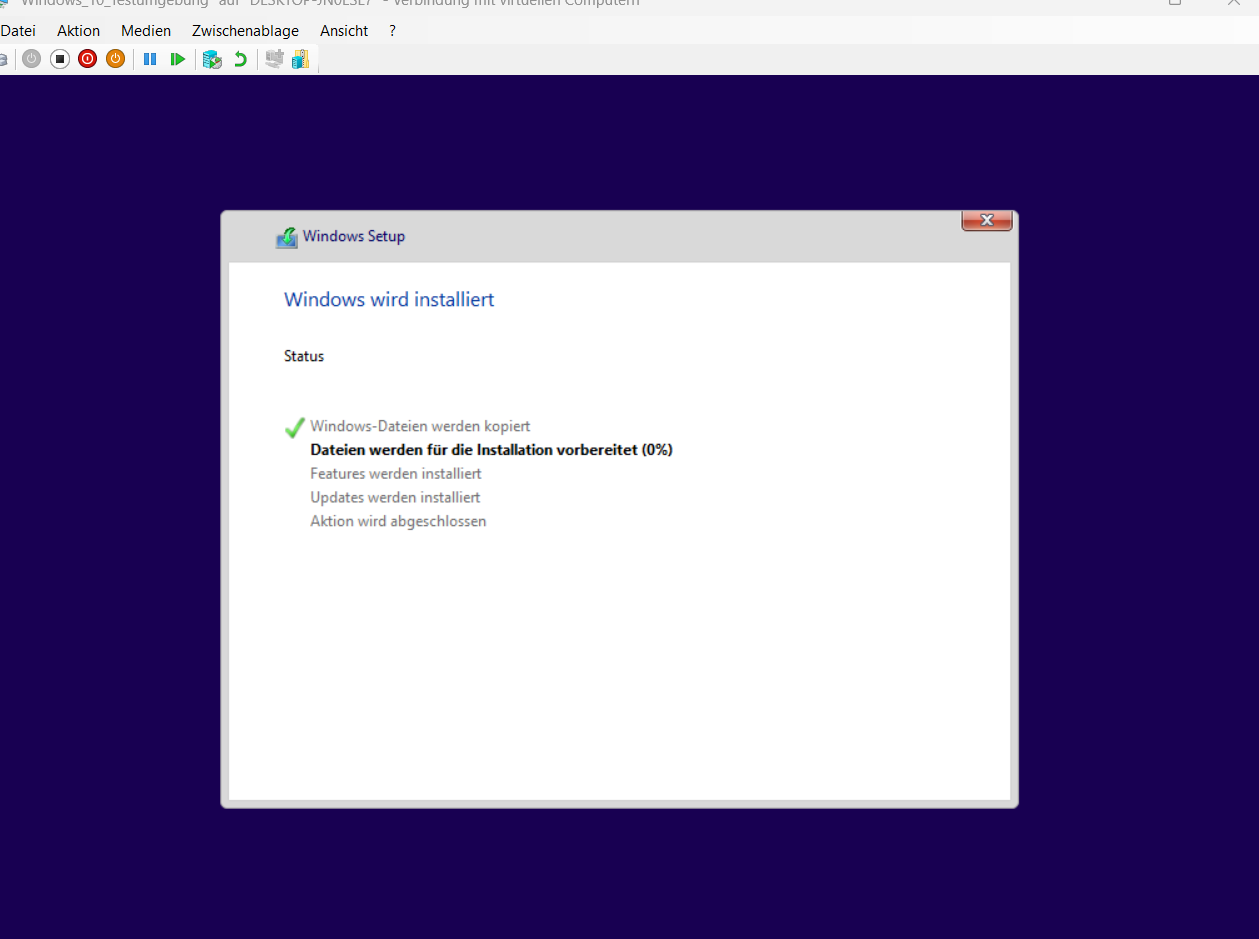 "Windows_10_Testumgebung" auf "DESKTOP- - Verbindung mit virtuellen Computern
Datei Aktion Medien Zwischenablage Ansicht ?
Windows Setup
Windows wird installiert
Status
Windows-Dateien werden kopiert
Dateien werden für die Installation vorbereitet (0%)
Features werden installiert
Updates werden installiert
Aktion wird abgeschlossen